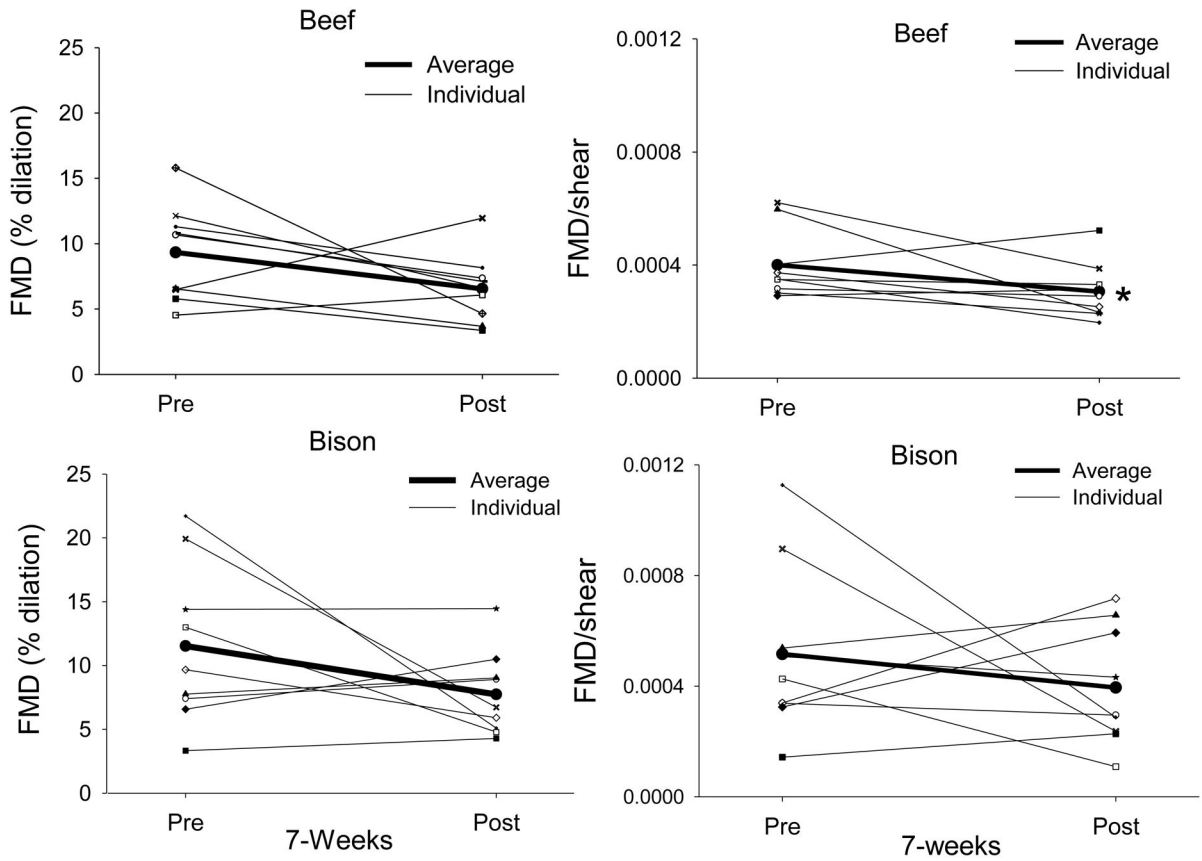 Beef
25
20
15
10
5
0
FMD (% dilation)
Average
Individual
Pre
Post
Beef
0.0012
0.0008
0.0004
0.0000
FMD/shear
Average
Individual
*
Pre
Post
Bison
25
20
15
10
5
0
FMD (% dilation)
Average
Individual
Pre
Post
7-Weeks
Bison
0.0012
0.0008
0.0004
0.0000
FMD/shear
Average
Individual
Pre
Post
7-weeks